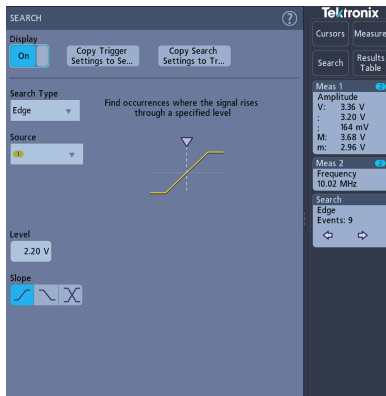 SEARCH
?
Display
On
Copy Trigger
Settings to Se...
Copy Search
Settings to Tr...
Search Type
Edge
Find occurrences where the signal rises
through a specified level
Source
1
Level
2.20 V
Slope
Tektronix
Cursors
Measure
Search
Results
Table
Meas 1
2
Amplitude
V: 3.36 V
: 3.20 V
: 164 mV
M: 3.68 V
m: 2.96 V
Meas 2
2
Frequency
10.02 MHz
Search
Edge
Events: 9